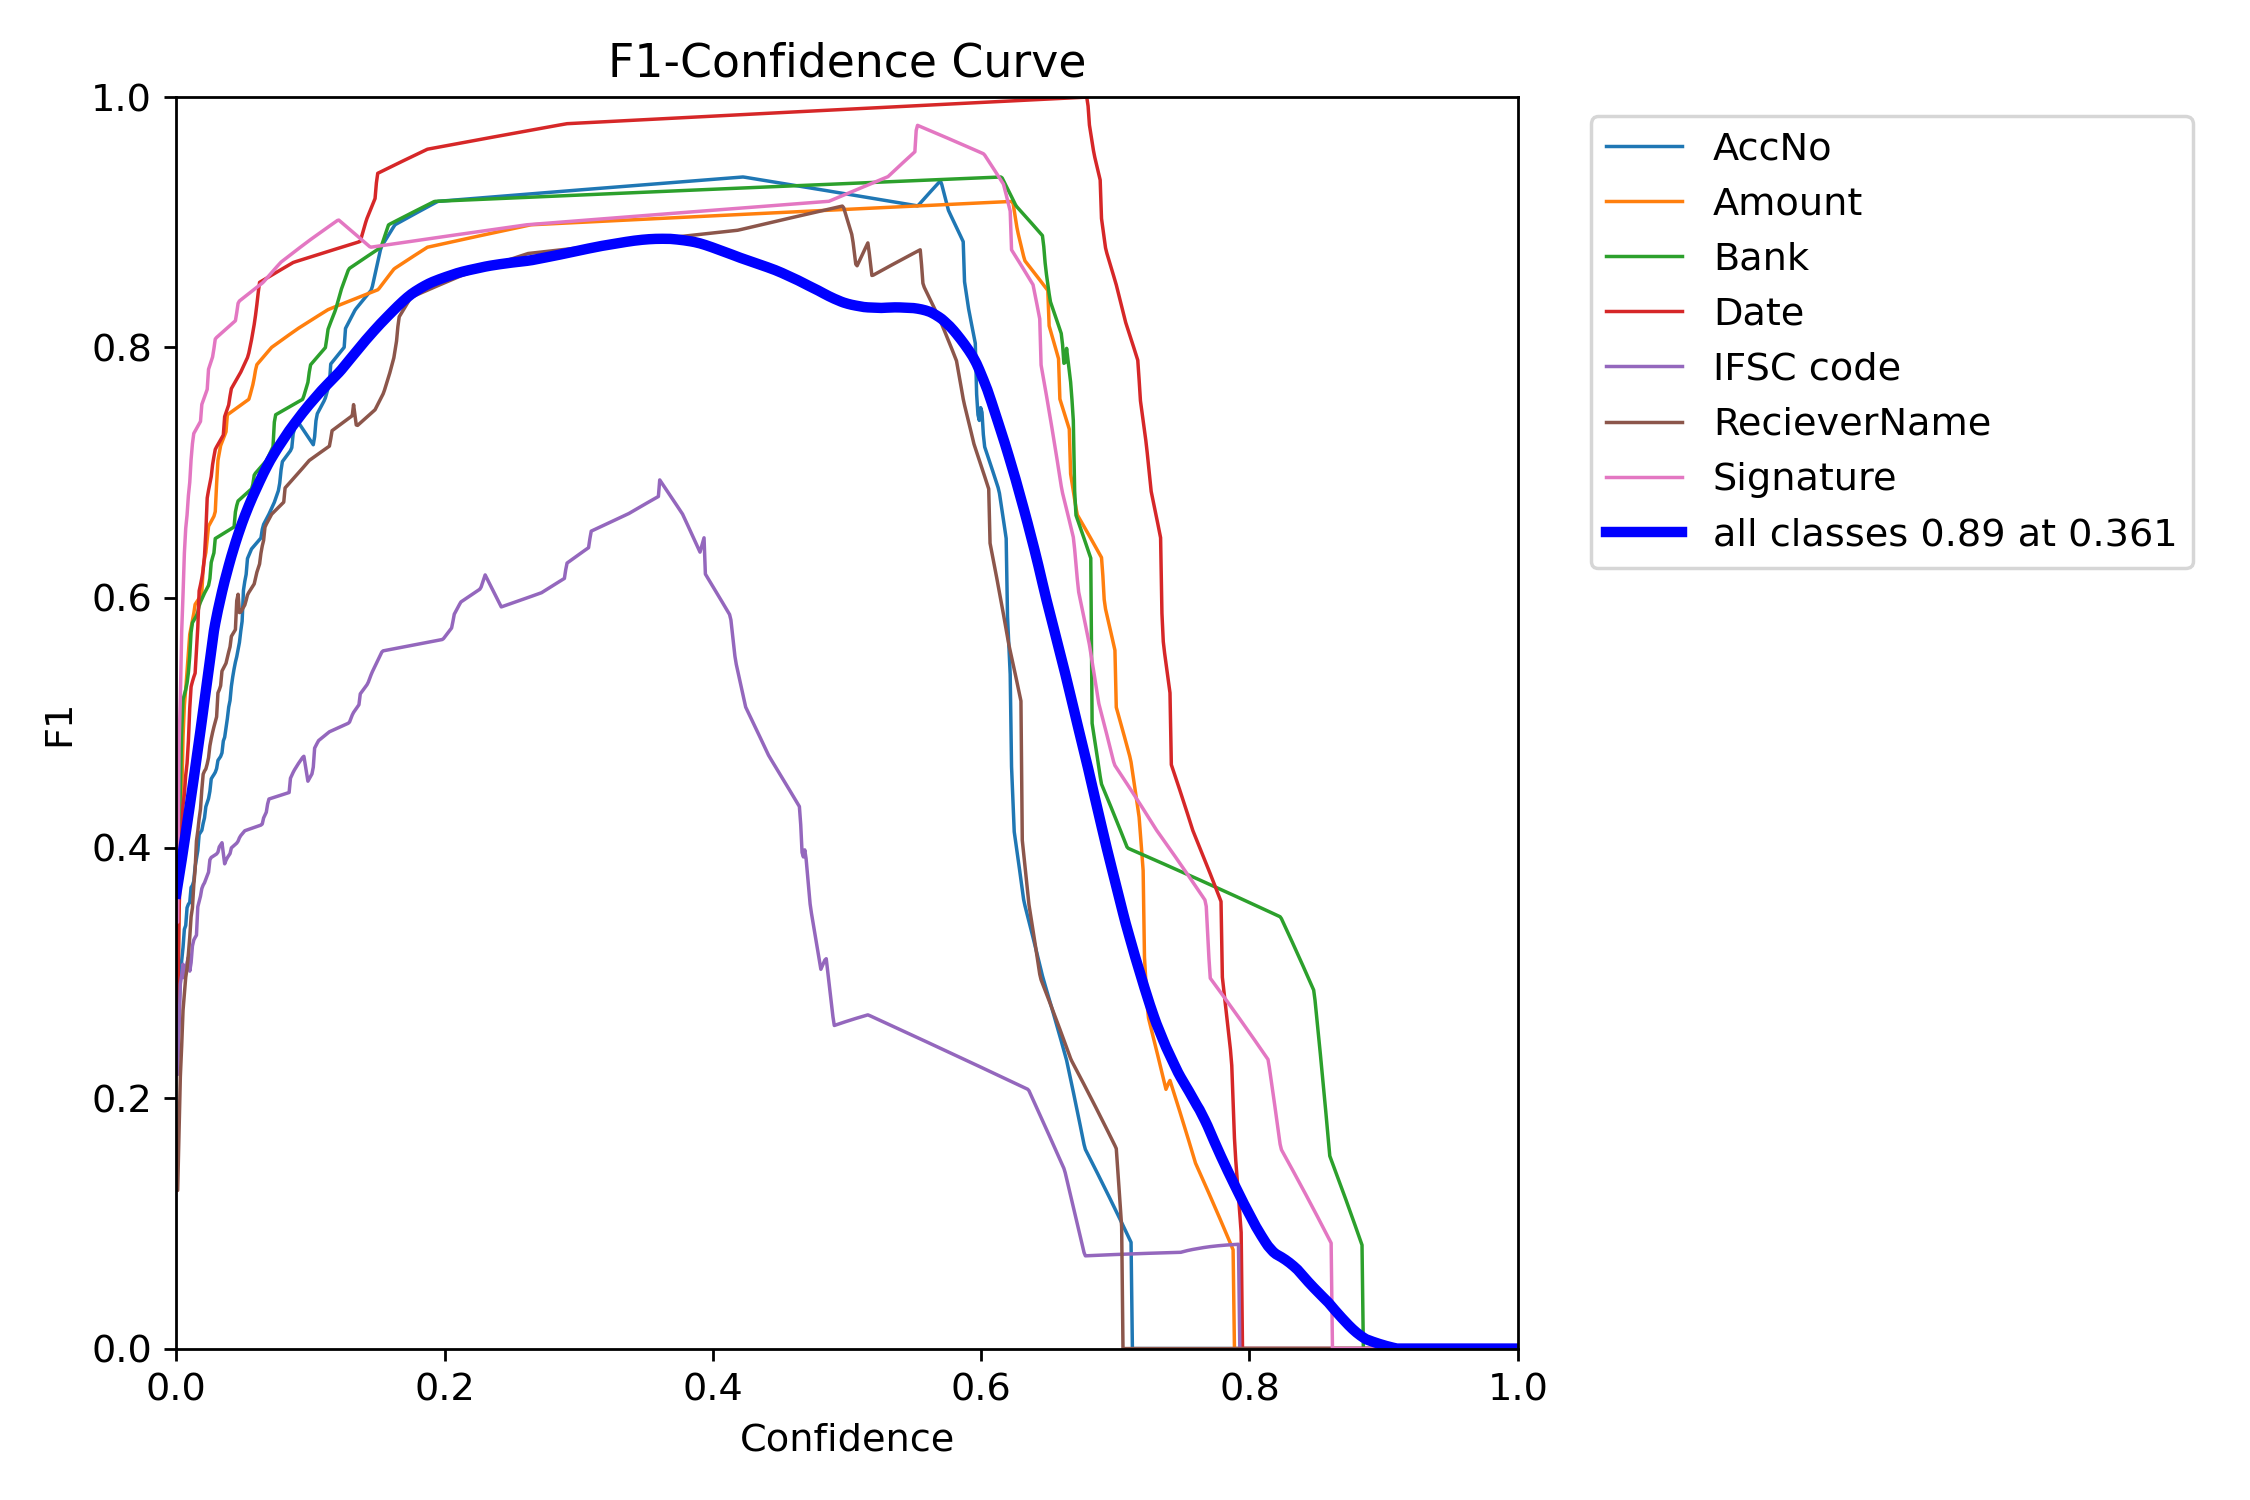 F1-Confidence Curve
1.0
0.8
0.6
0.4
0.2
0.0
F1
0.0 0.2 0.4 0.6 0.8 1.0
Confidence
AccNo
Amount
Bank
Date
IFSC code
RecieverName
Signature
all classes 0.89 at 0.361